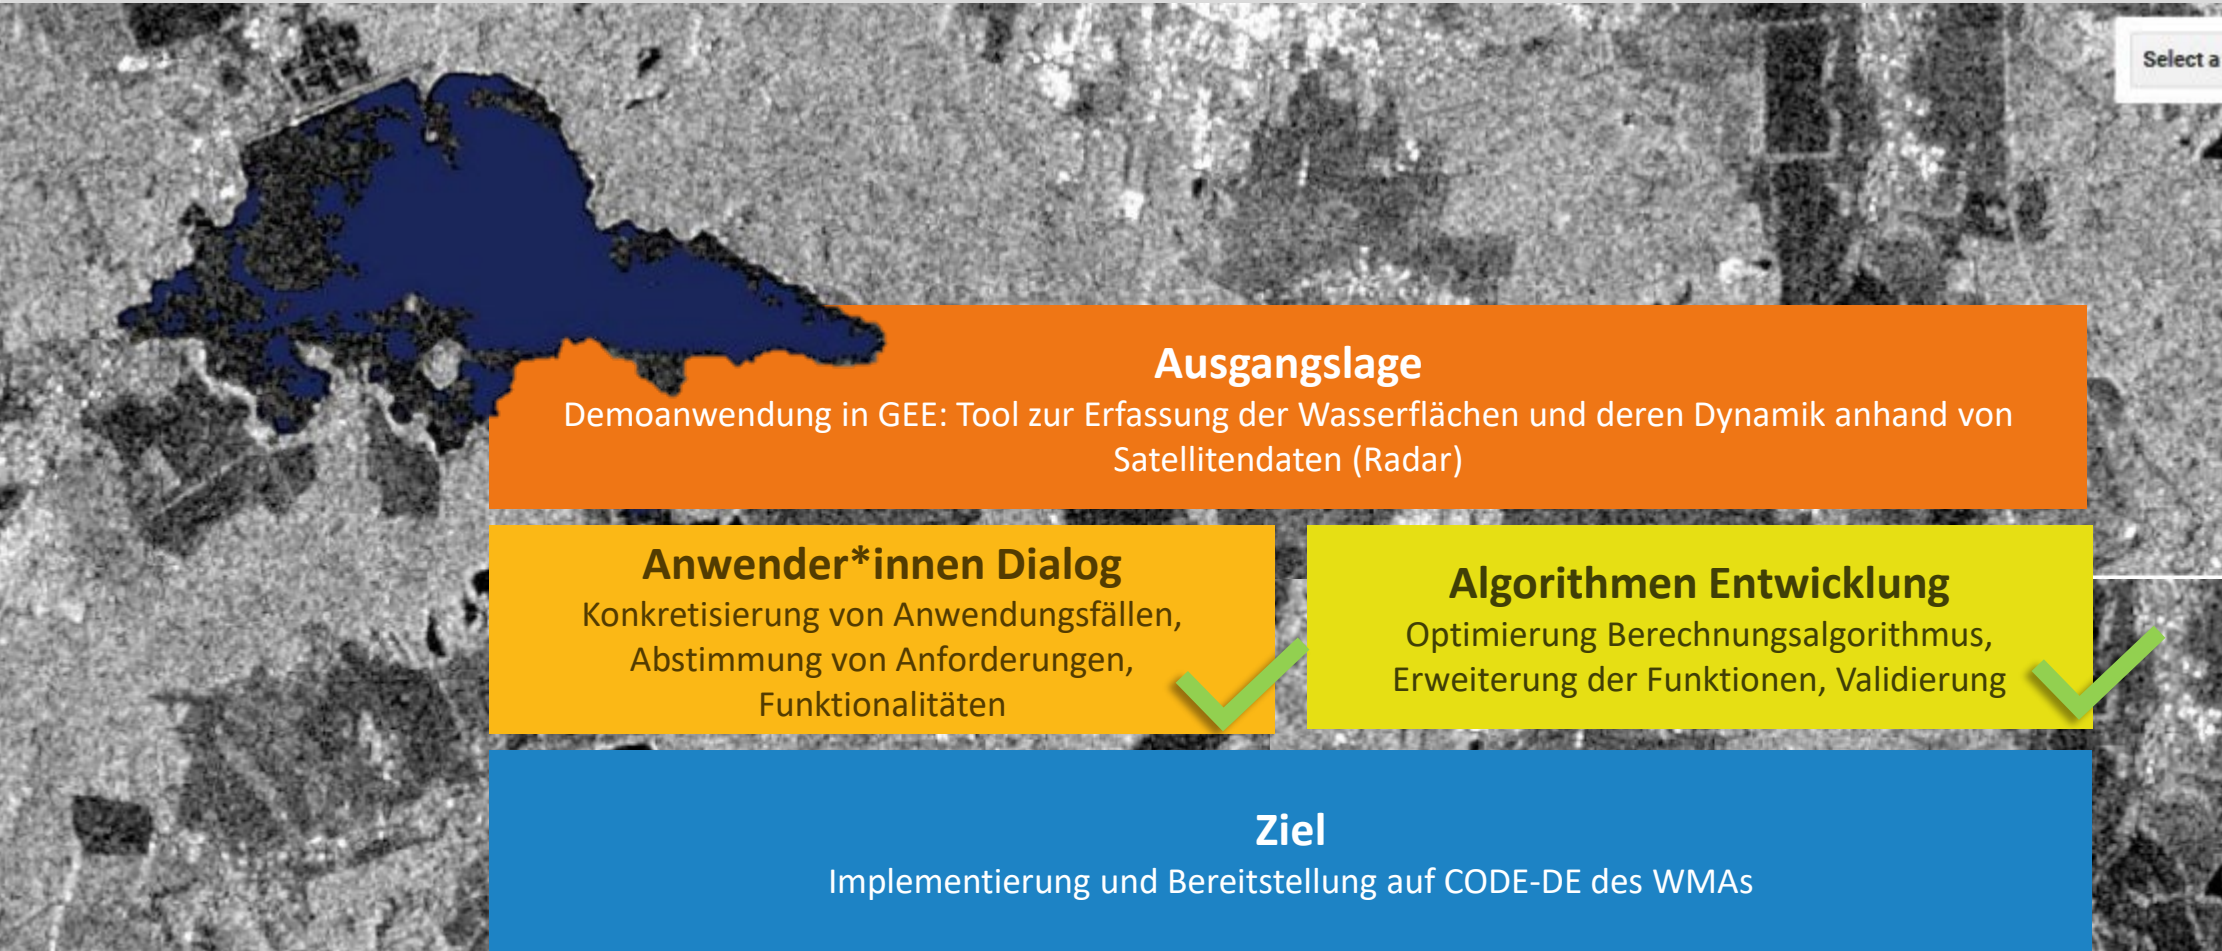 Select a
Ausgangslage
Demoanwendung in GEE: Tool zur Erfassung der Wasserflächen und deren Dynamik anhand von
Satellitendaten (Radar)
Anwender*innen Dialog
Konkretisierung von Anwendungsfällen,
Abstimmung von Anforderungen,
Funktionalitäten
Algorithmen Entwicklung
Optimierung Berechnungsalgorithmus,
Erweiterung der Funktionen, Validierung
Ziel
Implementierung und Bereitstellung auf CODE-DE des WMAs